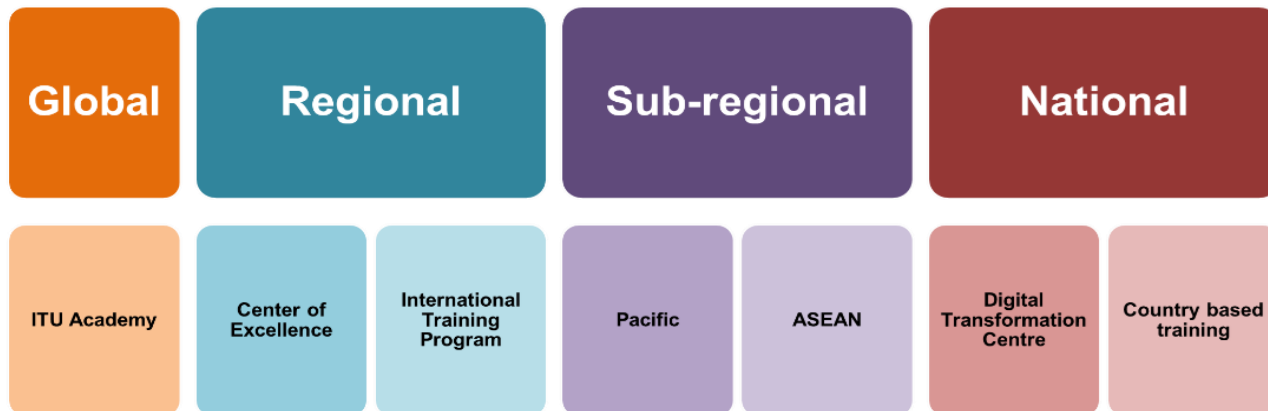 Global
Regional
Sub-regional
National
ITU Academy
Center of
Excellence
International
Training
Program
Pacific
ASEAN
Digital
Transformation
Centre
Country based
training